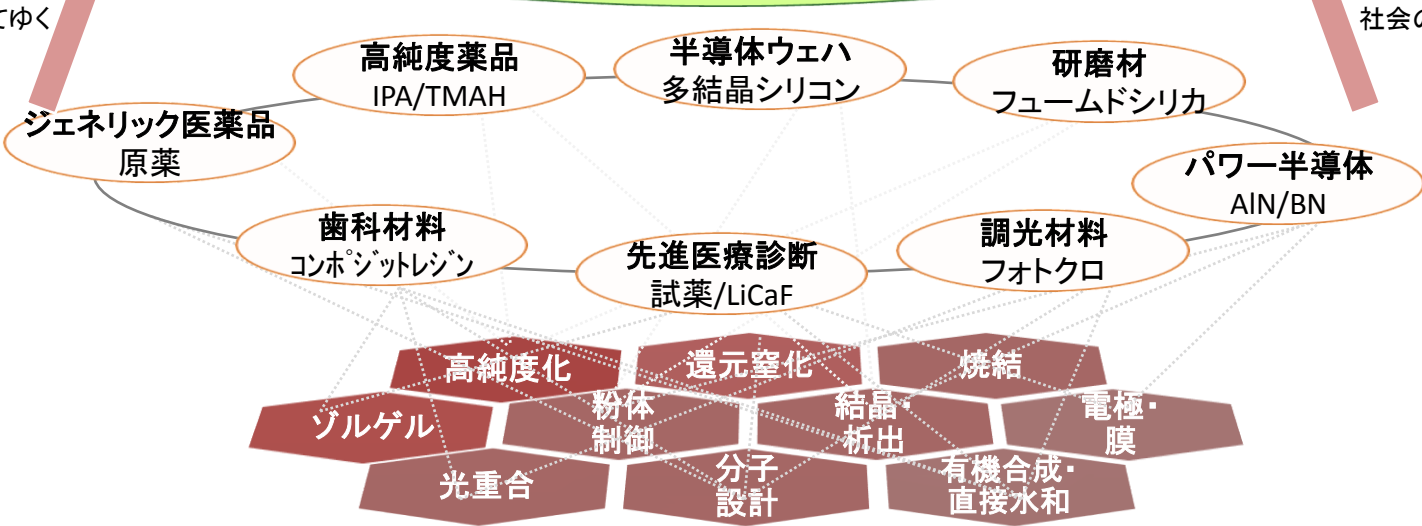 てゆく
社会の
高純度薬品
IPA/TMAH
半導体ウェハ
多結晶シリコン
研磨材
フュームドシリカ
ジェネリック医薬品
原薬
パワー半導体
AlN/BN
歯科材料
ｺﾝﾎﾟｼﾞｯﾄﾚｼﾞﾝ
先進医療診断
試薬/LiCaF
調光材料
フォトクロ
高純度化
還元窒化
焼結
ゾルゲル
粉体
制御
結晶・
析出
電極・
膜
光重合
分子
設計
有機合成・
直接水和